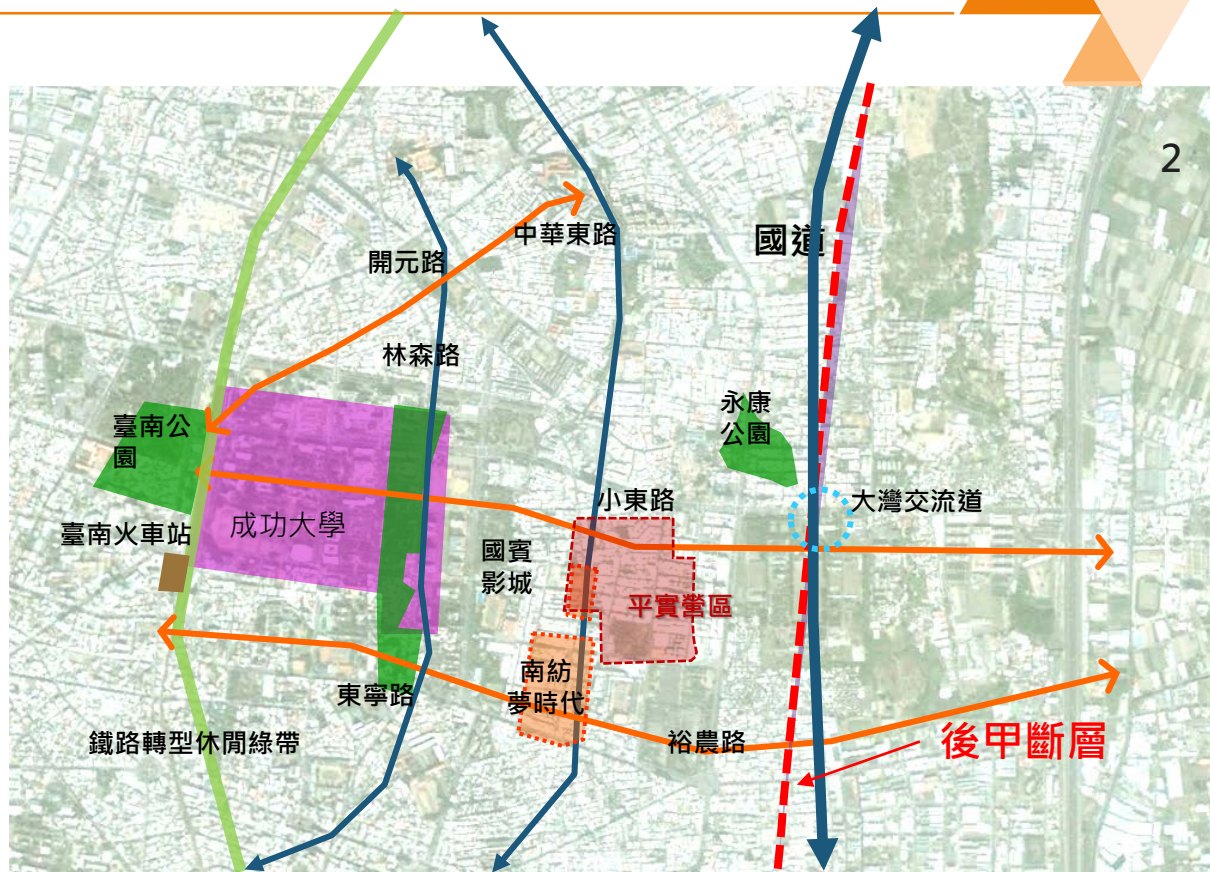 2
中華東路
國道
開元路
林森路
臺南公
園
永康
公園
小東路
大灣交流道
臺南火車站
成功大學
國賓
影城
平實營區
南紡
夢時代
東寧路
鐵路轉型休閒綠帶
裕農路
後甲斷層